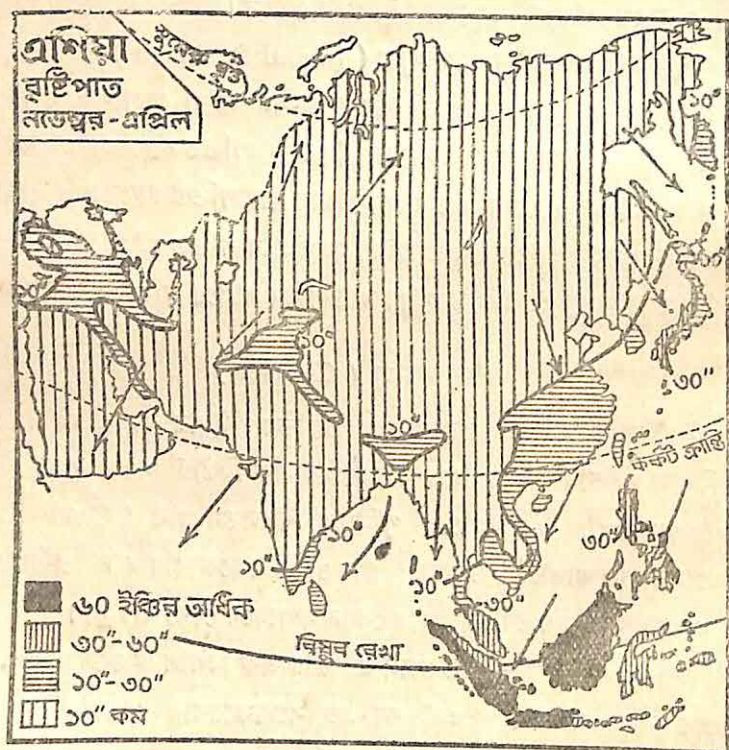 এশিয়া
বৃষ্টিপাত
নভেম্বর-এপ্রিল
সুমেরু বৃত্ত
১০"
১০"
১০"
৩০"
১০"
কর্কট ক্রান্তি
১০"
৩০"
১০"
১০"
৩০"
৬০ ইঞ্চির অধিক
৩০"-৬০"
বিষুব রেখা
১০"-৩০"
১০" কম